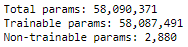 Total params: 58,090,371
Trainable params: 58,087,491
Non-trainable params: 2,880